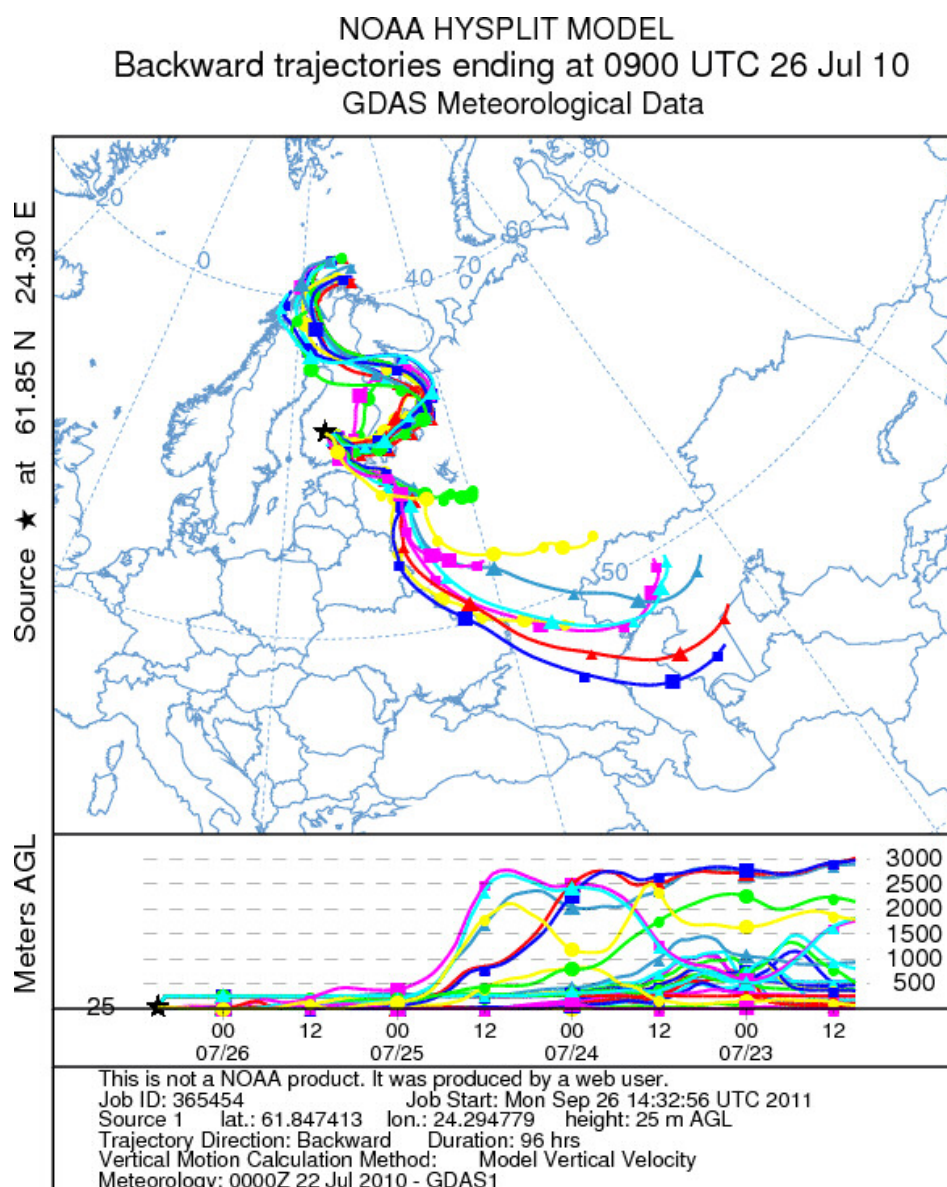 NOAA HYSPLIT MODEL
Backward trajectories ending at 0900 UTC 26 Jul 10
GDAS Meteorological Data
Source ★ at 61.85 N 24.30 E
80
20
60
0
40
70
50
Meters AGL
3000
2500
2000
1500
1000
500
25
00 12 00 12 00 12 00 12
07/26 07/25 07/24 07/23
This is not a NOAA product. It was produced by a web user.
Job ID: 365454 Job Start: Mon Sep 26 14:32:56 UTC 2011
Source 1 lat.: 61.847413 lon.: 24.294779 height: 25 m AGL
Trajectory Direction: Backward Duration: 96 hrs
Vertical Motion Calculation Method: Model Vertical Velocity
Meteorology: 0000Z 22 Jul 2010 - GDAS1